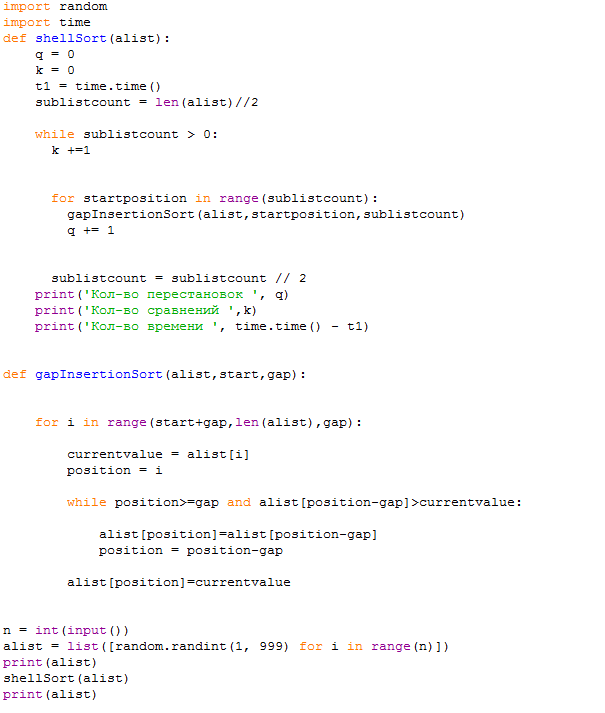 import random
import time
def shellSort(alist):
    q = 0
    k = 0
    t1 = time.time()
    sublistcount = len(alist)//2

    while sublistcount > 0:
      k +=1


      for startposition in range(sublistcount):
        gapInsertionSort(alist,startposition,sublistcount)
        q += 1


      sublistcount = sublistcount // 2
    print('Кол-во перестановок ', q)
    print('Кол-во сравнений ',k)
    print('Кол-во времени ', time.time() - t1)


def gapInsertionSort(alist,start,gap):


    for i in range(start+gap,len(alist),gap):

        currentvalue = alist[i]
        position = i

        while position>=gap and alist[position-gap]>currentvalue:

            alist[position]=alist[position-gap]
            position = position-gap

        alist[position]=currentvalue


n = int(input())
alist = list([random.randint(1, 999) for i in range(n)])
print(alist)
shellSort(alist)
print(alist)